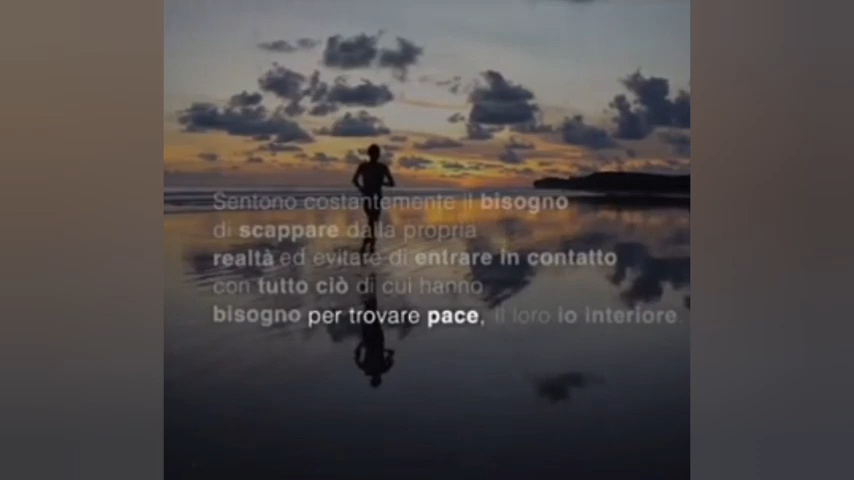 Sentono costantemente il bisogno
di scappare dalla propria
realtà ed evitare di entrare in contatto
con tutto ciò di cui hanno
bisogno per trovare pace, il loro io interiore.